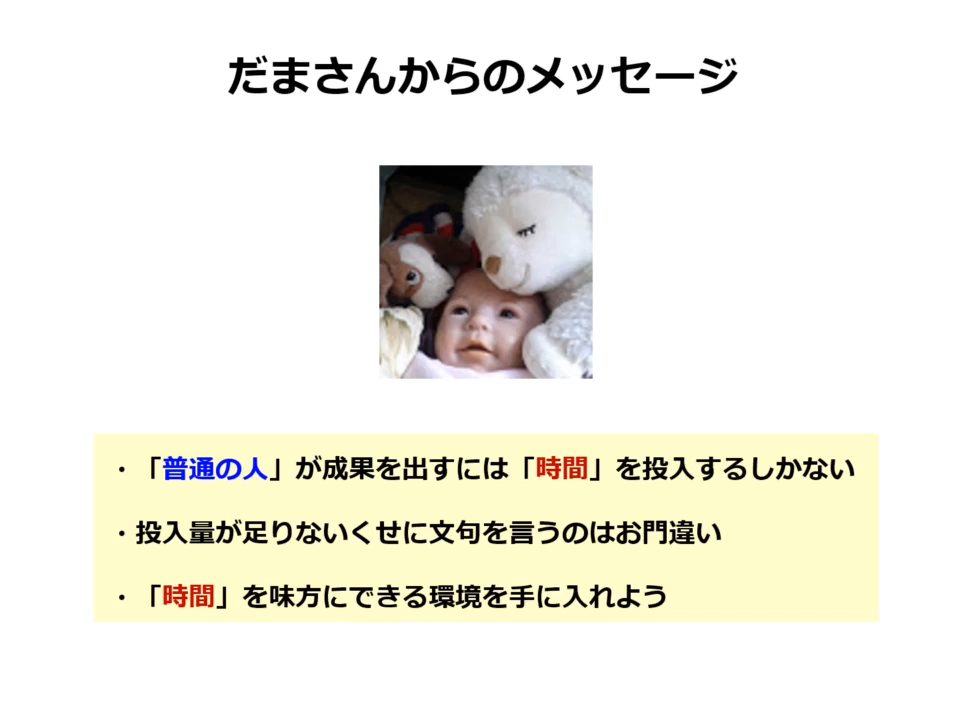 だまさんからのメッセージ
・「普通の人」が成果を出すには「時間」を投入するしかない
・投入量が足りないくせに文句を言うのはお門違い
・「時間」を味方にできる環境を手に入れよう